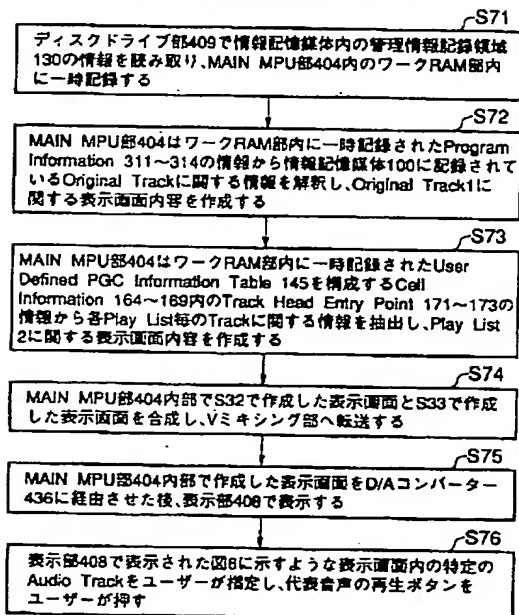 S71
ディスクドライブ部409で情報記憶媒体内の管理情報記録領域
130の情報を読み取り、MAIN MPU部404内のワークRAM部内
に一時記録する
S72
MAIN MPU部404はワークRAM部内に一時記録されたProgram
Information 311～314の情報から情報記憶媒体100に記録されて
いるOriginal Trackに関する情報を解釈し、Original Track1に
関する表示画面内容を作成する
S73
MAIN MPU部404はワークRAM部内に一時記録されたUser
Defined PGC Information Table 145を構成するCell
Information 164～169内のTrack Head Entry Point 171～173の
情報から各Play List毎のTrackに関する情報を抽出し、Play List
2に関する表示画面内容を作成する
S74
MAIN MPU部404内部でS32で作成した表示画面とS33で作成
した表示画面を合成し、Vミキシング部へ転送する
S75
MAIN MPU部404内部で作成した表示画面をD/Aコンバーター
436に経由させた後、表示部408で表示する
S76
表示部408で表示された図8に示すような表示画面内の特定の
Audio Trackをユーザーが指定し、代表音声の再生ボタンを
ユーザーが押す